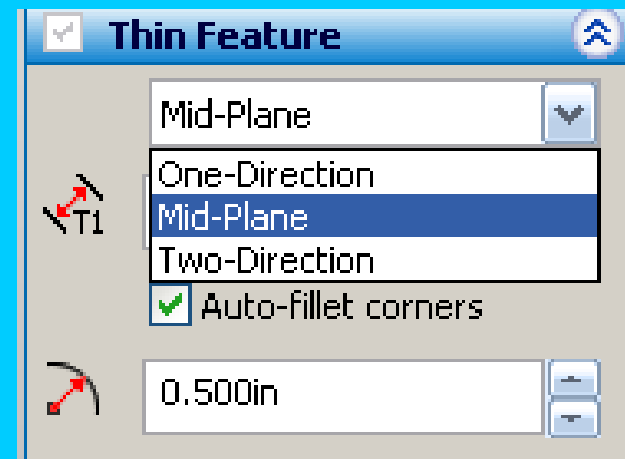 Thin Feature
Mid-Plane
One-Direction
Mid-Plane
T1
Two-Direction
Auto-fillet corners
0.500in